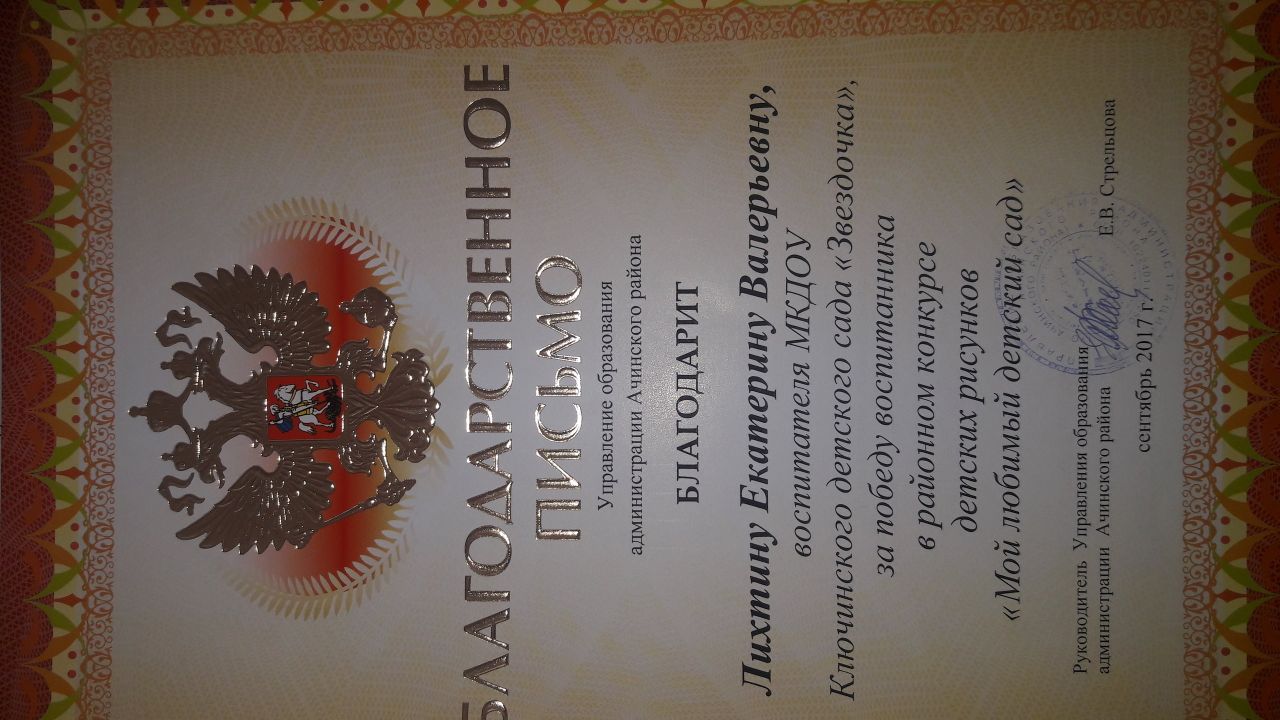 БЛАГОДАРСТВЕННОЕ
ПИСЬМО
Управление образования
администрации Ачинского района
БЛАГОДАРИТ
Лихтину Екатерину Валерьевну,
воспитателя МКДОУ
Ключинского детского сада «Звездочка»,
за победу воспитанника
в районном конкурсе
детских рисунков
«Мой любимый детский сад»
Руководитель Управления образования
администрации Ачинского района Е.В. Стрельцова
сентябрь 2017 г.